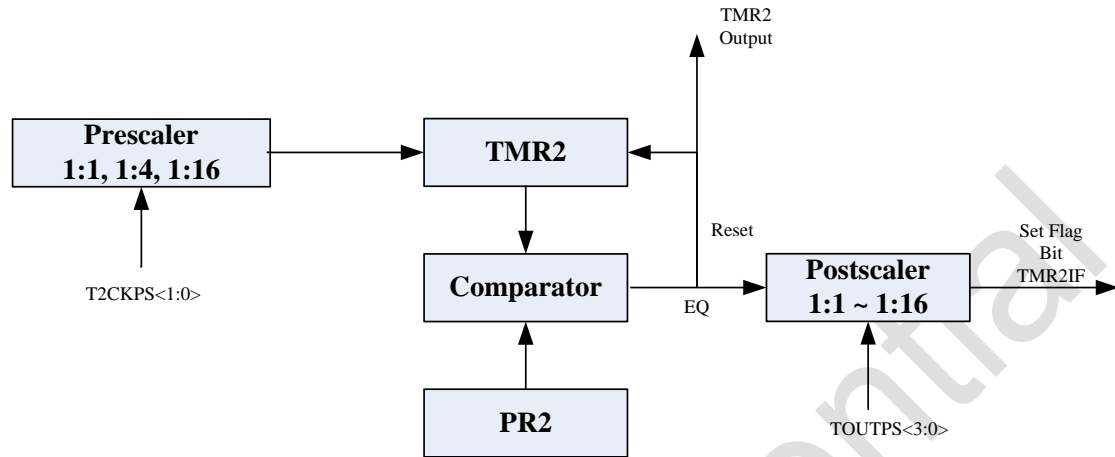 TMR2
Output
Prescaler
1:1, 1:4, 1:16
TMR2
Reset
Set Flag
Bit
TMR2IF
T2CKPS<1:0>
Comparator
EQ
Postscaler
1:1 ~ 1:16
PR2
TOUTPS<3:0>
ential